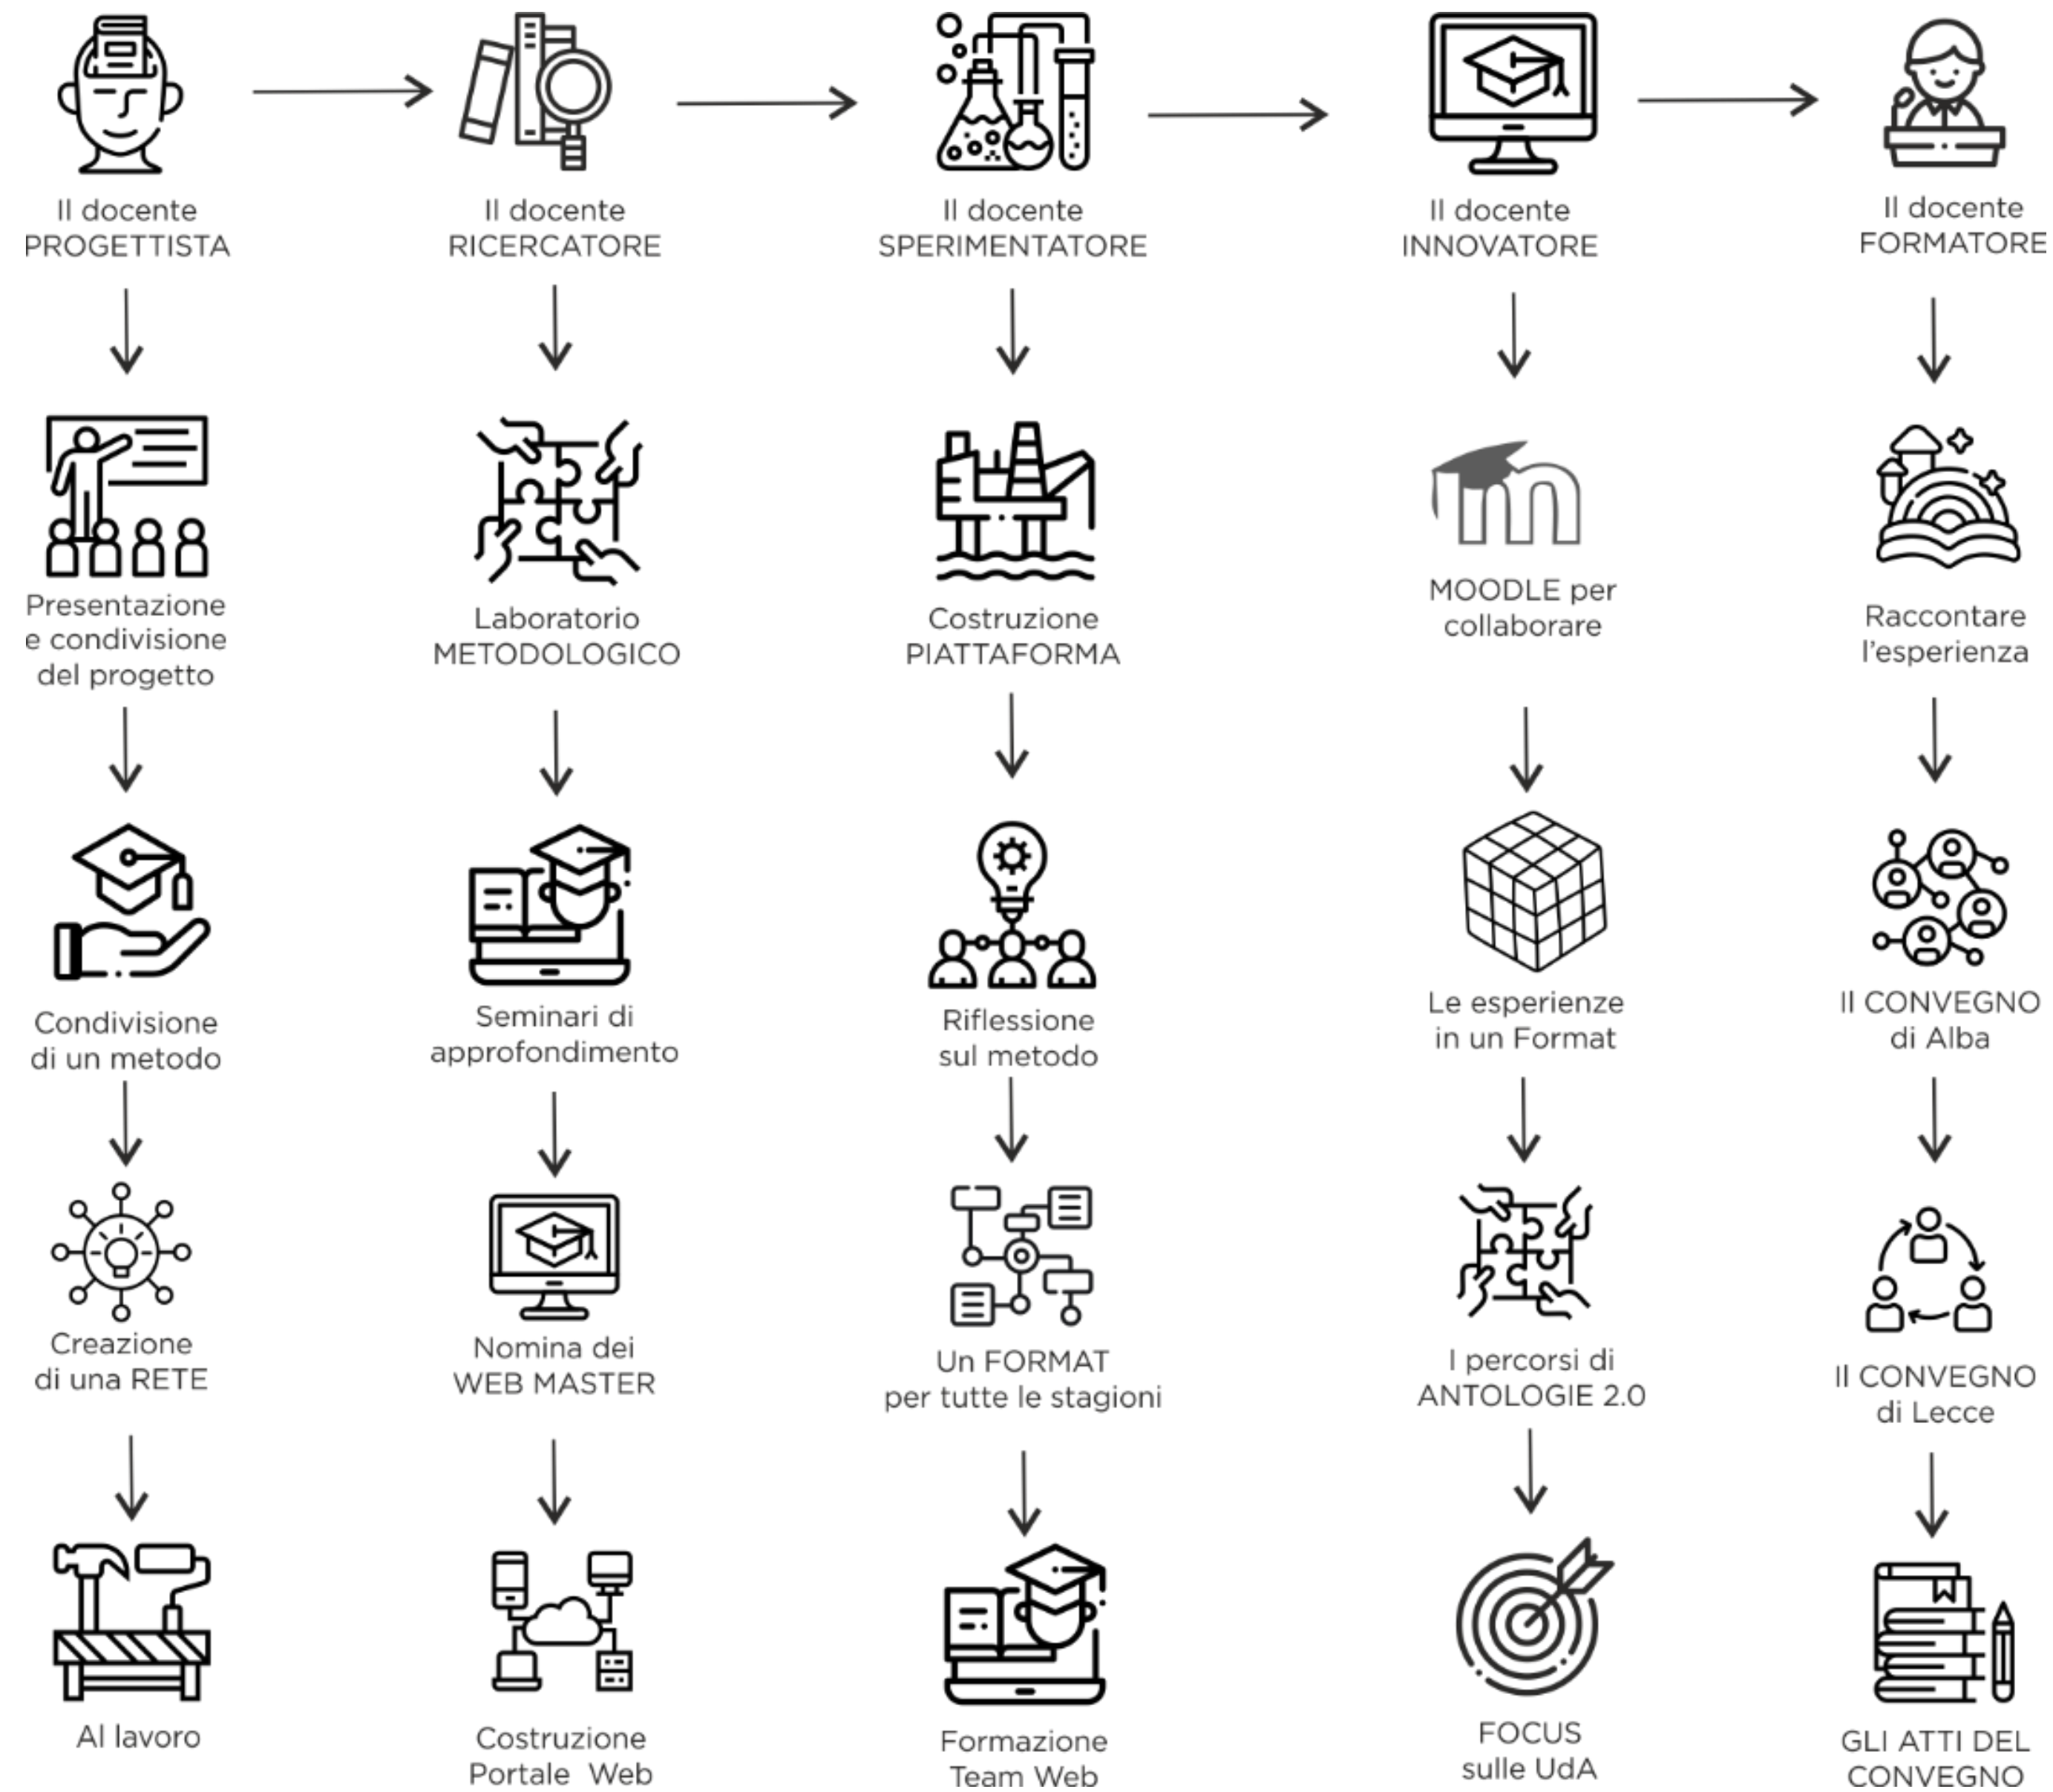 Il docente
PROGETTISTA
Il docente
RICERCATORE
Il docente
SPERIMENTATORE
Il docente
INNOVATORE
Il docente
FORMATORE
Presentazione
e condivisione
del progetto
Laboratorio
METODOLOGICO
Costruzione
PIATTAFORMA
m
MOODLE per
collaborare
Raccontare
l'esperienza
Condivisione
di un metodo
Seminari di
approfondimento
Riflessione
sul metodo
Le esperienze
in un Format
Il CONVEGNO
di Alba
Creazione
di una RETE
Nomina dei
WEB MASTER
Un FORMAT
per tutte le stagioni
I percorsi di
ANTOLOGIE 2.0
Il CONVEGNO
di Lecce
Al lavoro
Costruzione
Portale Web
Formazione
Team Web
FOCUS
sulle UdA
GLI ATTI DEL
CONVEGNO